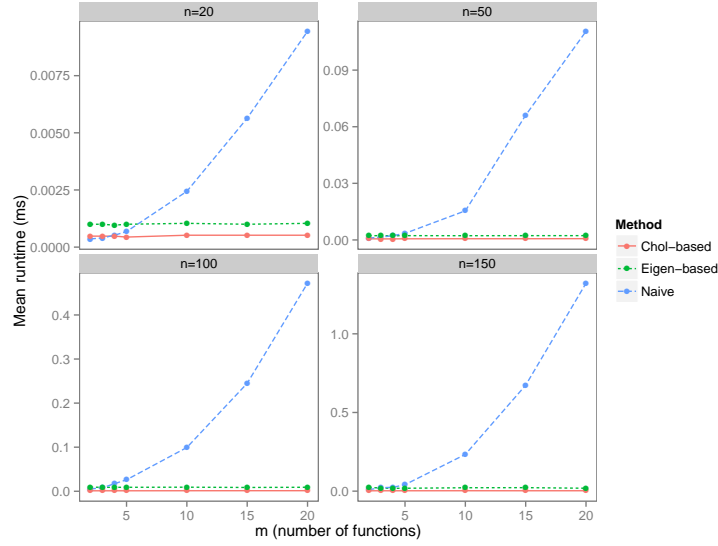 n=20
n=50
0.0075
0.0050
0.0025
0.0000
0.09
0.06
0.03
0.00
n=100
n=150
0.4
0.3
0.2
0.1
0.0
1.0
0.5
0.0
5
10
15
20
5
10
15
20
m (number of functions)
Mean runtime (ms)
Method
Chol−based
Eigen−based
Naive